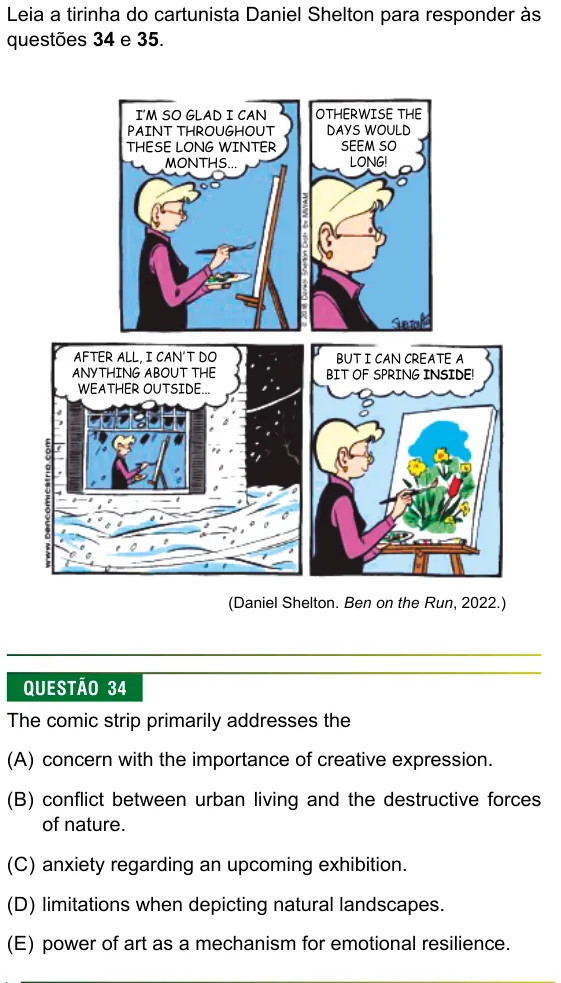 Leia a tirinha do cartunista Daniel Shelton para responder às
questões 34 e 35.
I'M SO GLAD I CAN
PAINT THROUGHOUT
THESE LONG WINTER
MONTHS...
OTHERWISE THE
DAYS WOULD
SEEM SO
LONG!
SHELTON
AFTER ALL, I CAN'T DO
ANYTHING ABOUT THE
WEATHER OUTSIDE...
www.bencomicstrip.com
BUT I CAN CREATE A
BIT OF SPRING INSIDE!
(Daniel Shelton. Ben on the Run, 2022.)
QUESTÃO 34
The comic strip primarily addresses the
(A) concern with the importance of creative expression.
(B) conflict between urban living and the destructive forces
of nature.
(C) anxiety regarding an upcoming exhibition.
(D) limitations when depicting natural landscapes.
(E) power of art as a mechanism for emotional resilience.